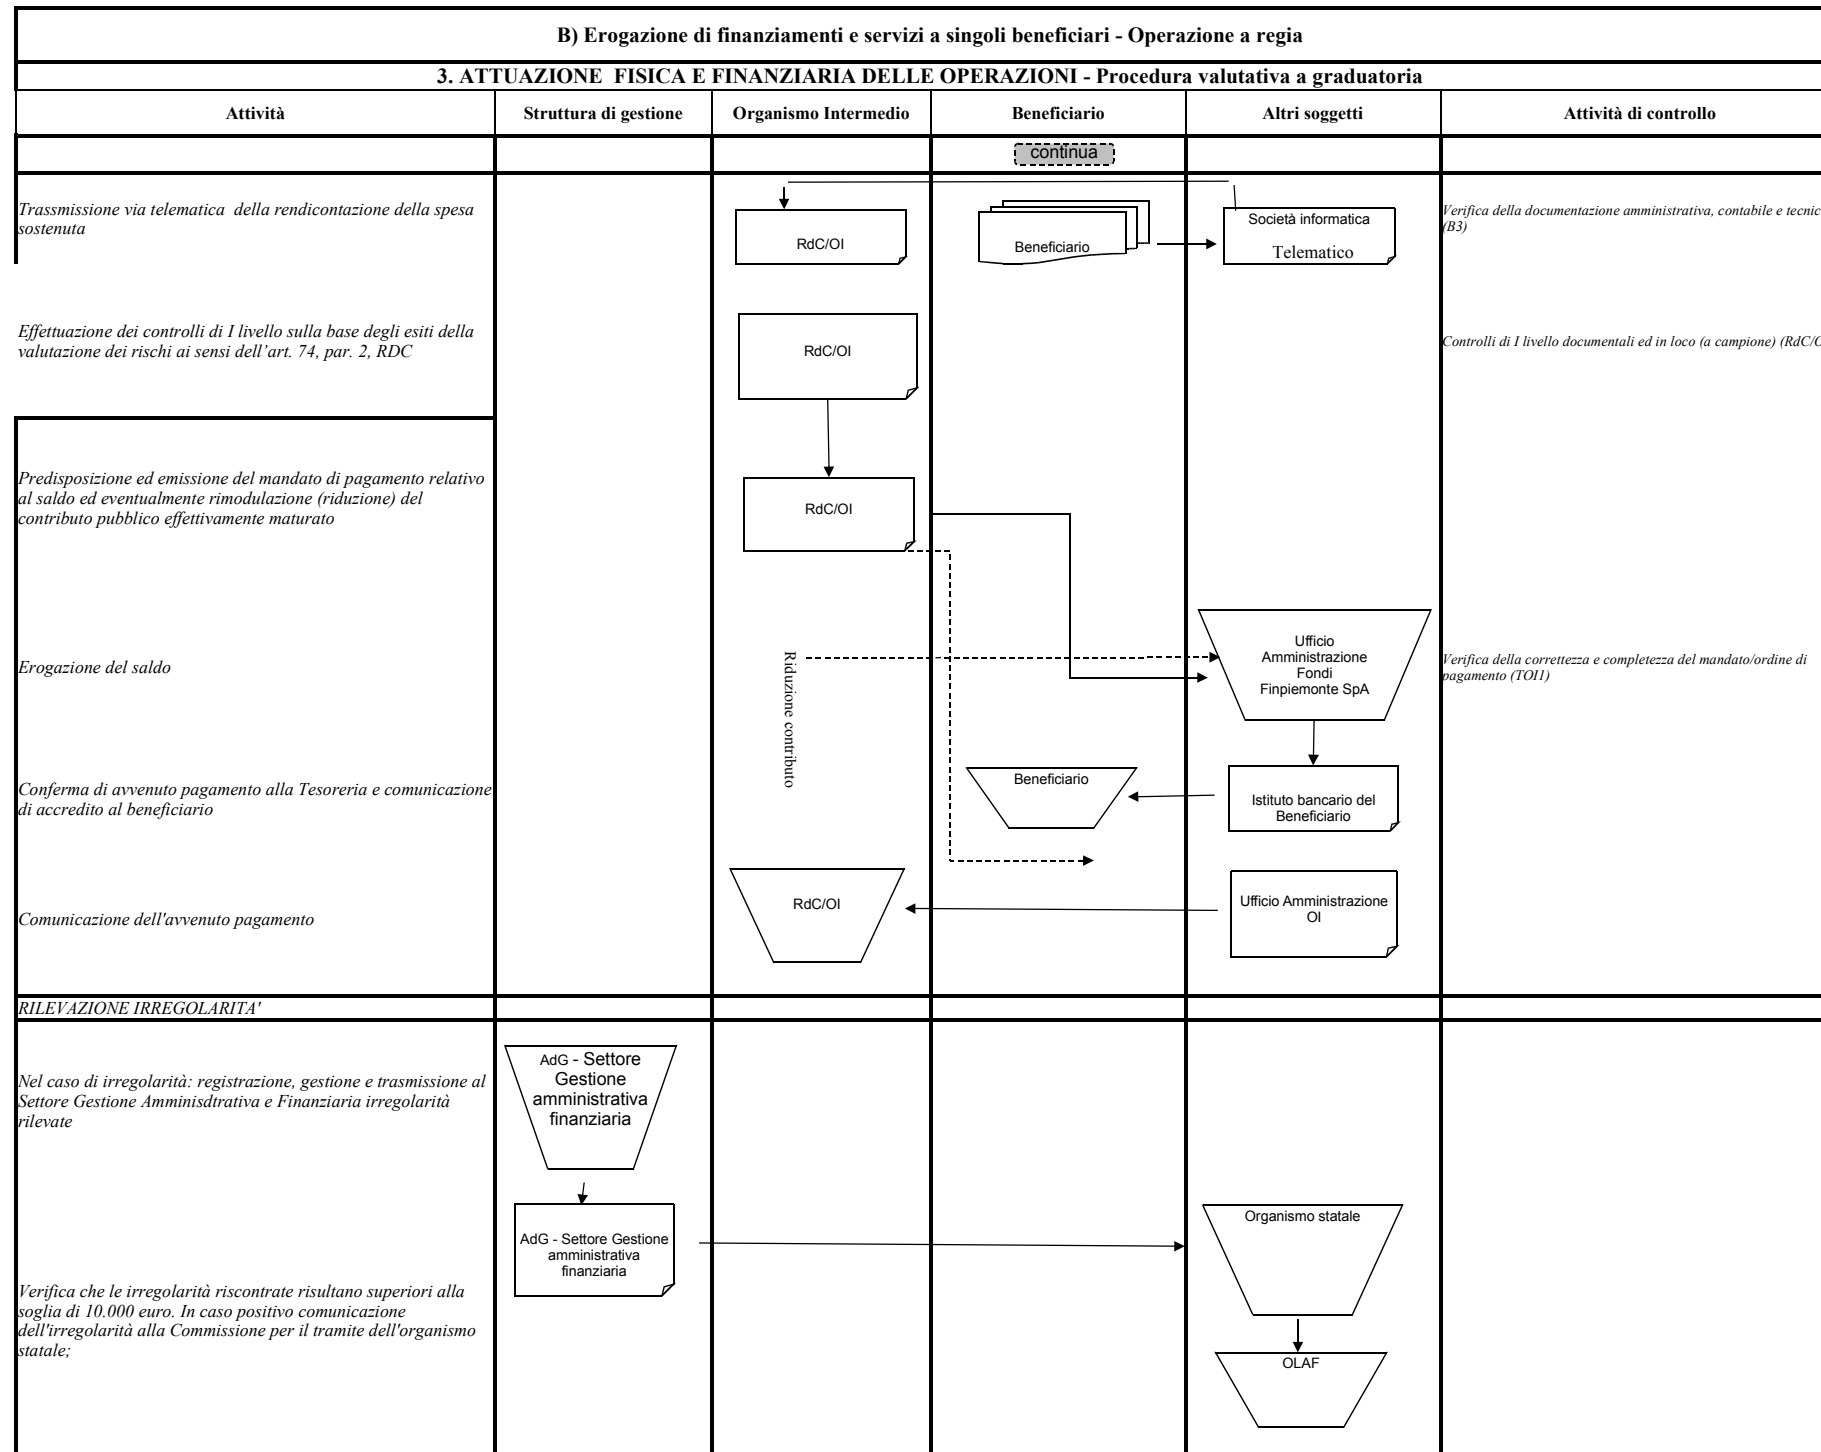 B) Erogazione di finanziamenti e servizi a singoli beneficiari - Operazione a regia
3. ATTUAZIONE FISICA E FINANZIARIA DELLE OPERAZIONI - Procedura valutativa a graduatoria
Attività
Struttura di gestione
Organismo Intermedio
Beneficiario
Altri soggetti
Attività di controllo
continua
Trassmissione via telematica della rendicontazione della spesa
sostenuta
RdC/OI
Beneficiario
Società informatica
Telematico
Verifica della documentazione amministrativa, contabile e tecnic
(B3)
Effettuazione dei controlli di I livello sulla base degli esiti della
valutazione dei rischi ai sensi dell'art. 74, par. 2, RDC
RdC/OI
Controlli di I livello documentali ed in loco (a campione) (RdC/O
Predisposizione ed emissione del mandato di pagamento relativo
al saldo ed eventualmente rimodulazione (riduzione) del
contributo pubblico effettivamente maturato
RdC/OI
Erogazione del saldo
Riduzione contributo
Ufficio
Amministrazione
Fondi
Finpiemonte SpA
Verifica della correttezza e completezza del mandato/ordine di
pagamento (TOI1)
Conferma di avvenuto pagamento alla Tesoreria e comunicazione
di accredito al beneficiario
Beneficiario
Istituto bancario del
Beneficiario
Comunicazione dell'avvenuto pagamento
RdC/OI
Ufficio Amministrazione
OI
RILEVAZIONE IRREGOLARITA'
Nel caso di irregolarità: registrazione, gestione e trasmissione al
Settore Gestione Amminisdtrativa e Finanziaria irregolarità
rilevate
AdG - Settore
Gestione
amministrativa
finanziaria
AdG - Settore Gestione
amministrativa
finanziaria
Organismo statale
Verifica che le irregolarità riscontrate risultano superiori alla
soglia di 10.000 euro. In caso positivo comunicazione
dell'irregolarità alla Commissione per il tramite dell'organismo
statale;
OLAF